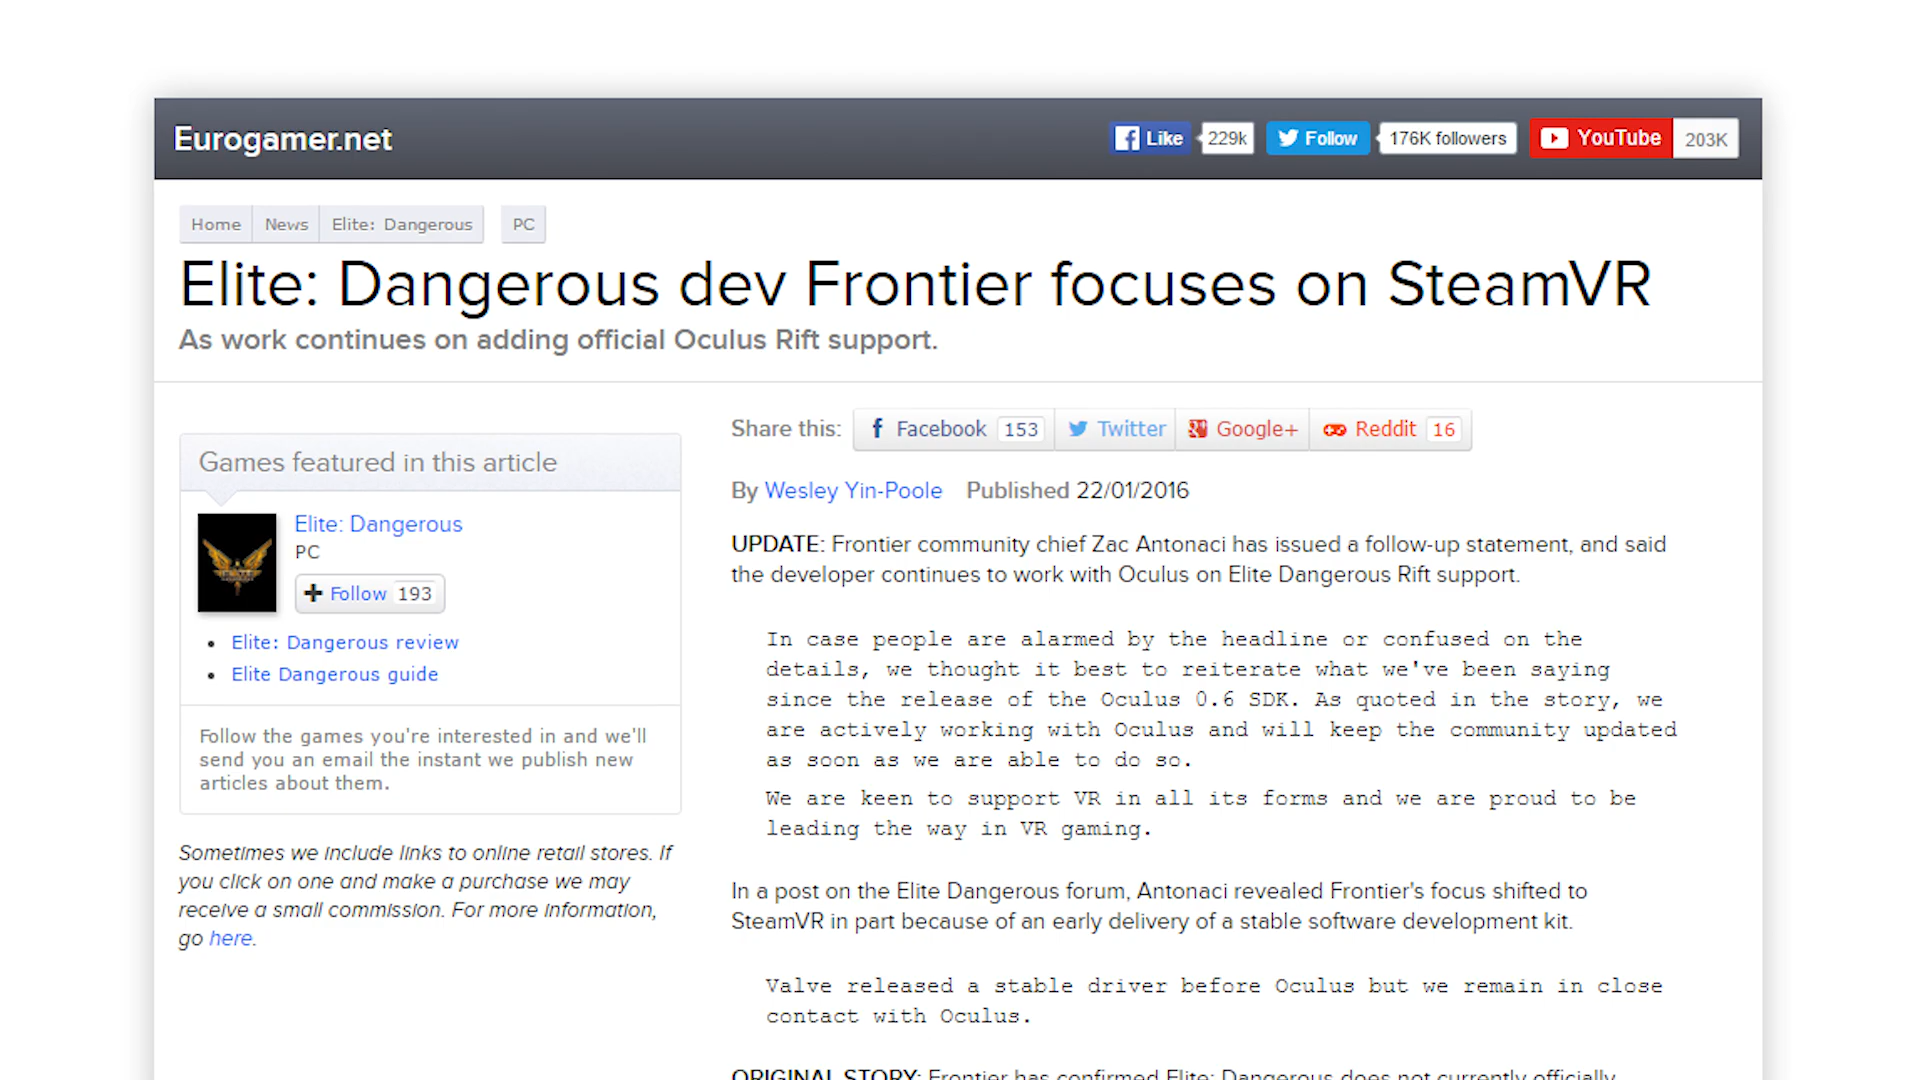 Eurogamer.net
Like 229k Follow 176K followers YouTube 203K
Home News Elite: Dangerous PC
Elite: Dangerous dev Frontier focuses on SteamVR
As work continues on adding official Oculus Rift support.
Share this: Facebook 153 Twitter Google+ Reddit 16
Games featured in this article
Elite: Dangerous
PC
Follow 193
Elite: Dangerous review
Elite Dangerous guide
Follow the games you're interested in and we'll
send you an email the instant we publish new
articles about them.
Sometimes we include links to online retail stores. If
you click on one and make a purchase we may
receive a small commission. For more information,
go here.
By Wesley Yin-Poole Published 22/01/2016
UPDATE: Frontier community chief Zac Antonaci has issued a follow-up statement, and said
the developer continues to work with Oculus on Elite Dangerous Rift support.
In case people are alarmed by the headline or confused on the
details, we thought it best to reiterate what we've been saying
since the release of the Oculus 0.6 SDK. As quoted in the story, we
are actively working with Oculus and will keep the community updated
as soon as we are able to do so.
We are keen to support VR in all its forms and we are proud to be
leading the way in VR gaming.
In a post on the Elite Dangerous forum, Antonaci revealed Frontier's focus shifted to
SteamVR in part because of an early delivery of a stable software development kit.
Valve released a stable driver before Oculus but we remain in close
contact with Oculus.
ORIGINAL STORY: Frontier has confirmed Elite: Dangerous does not currently officially